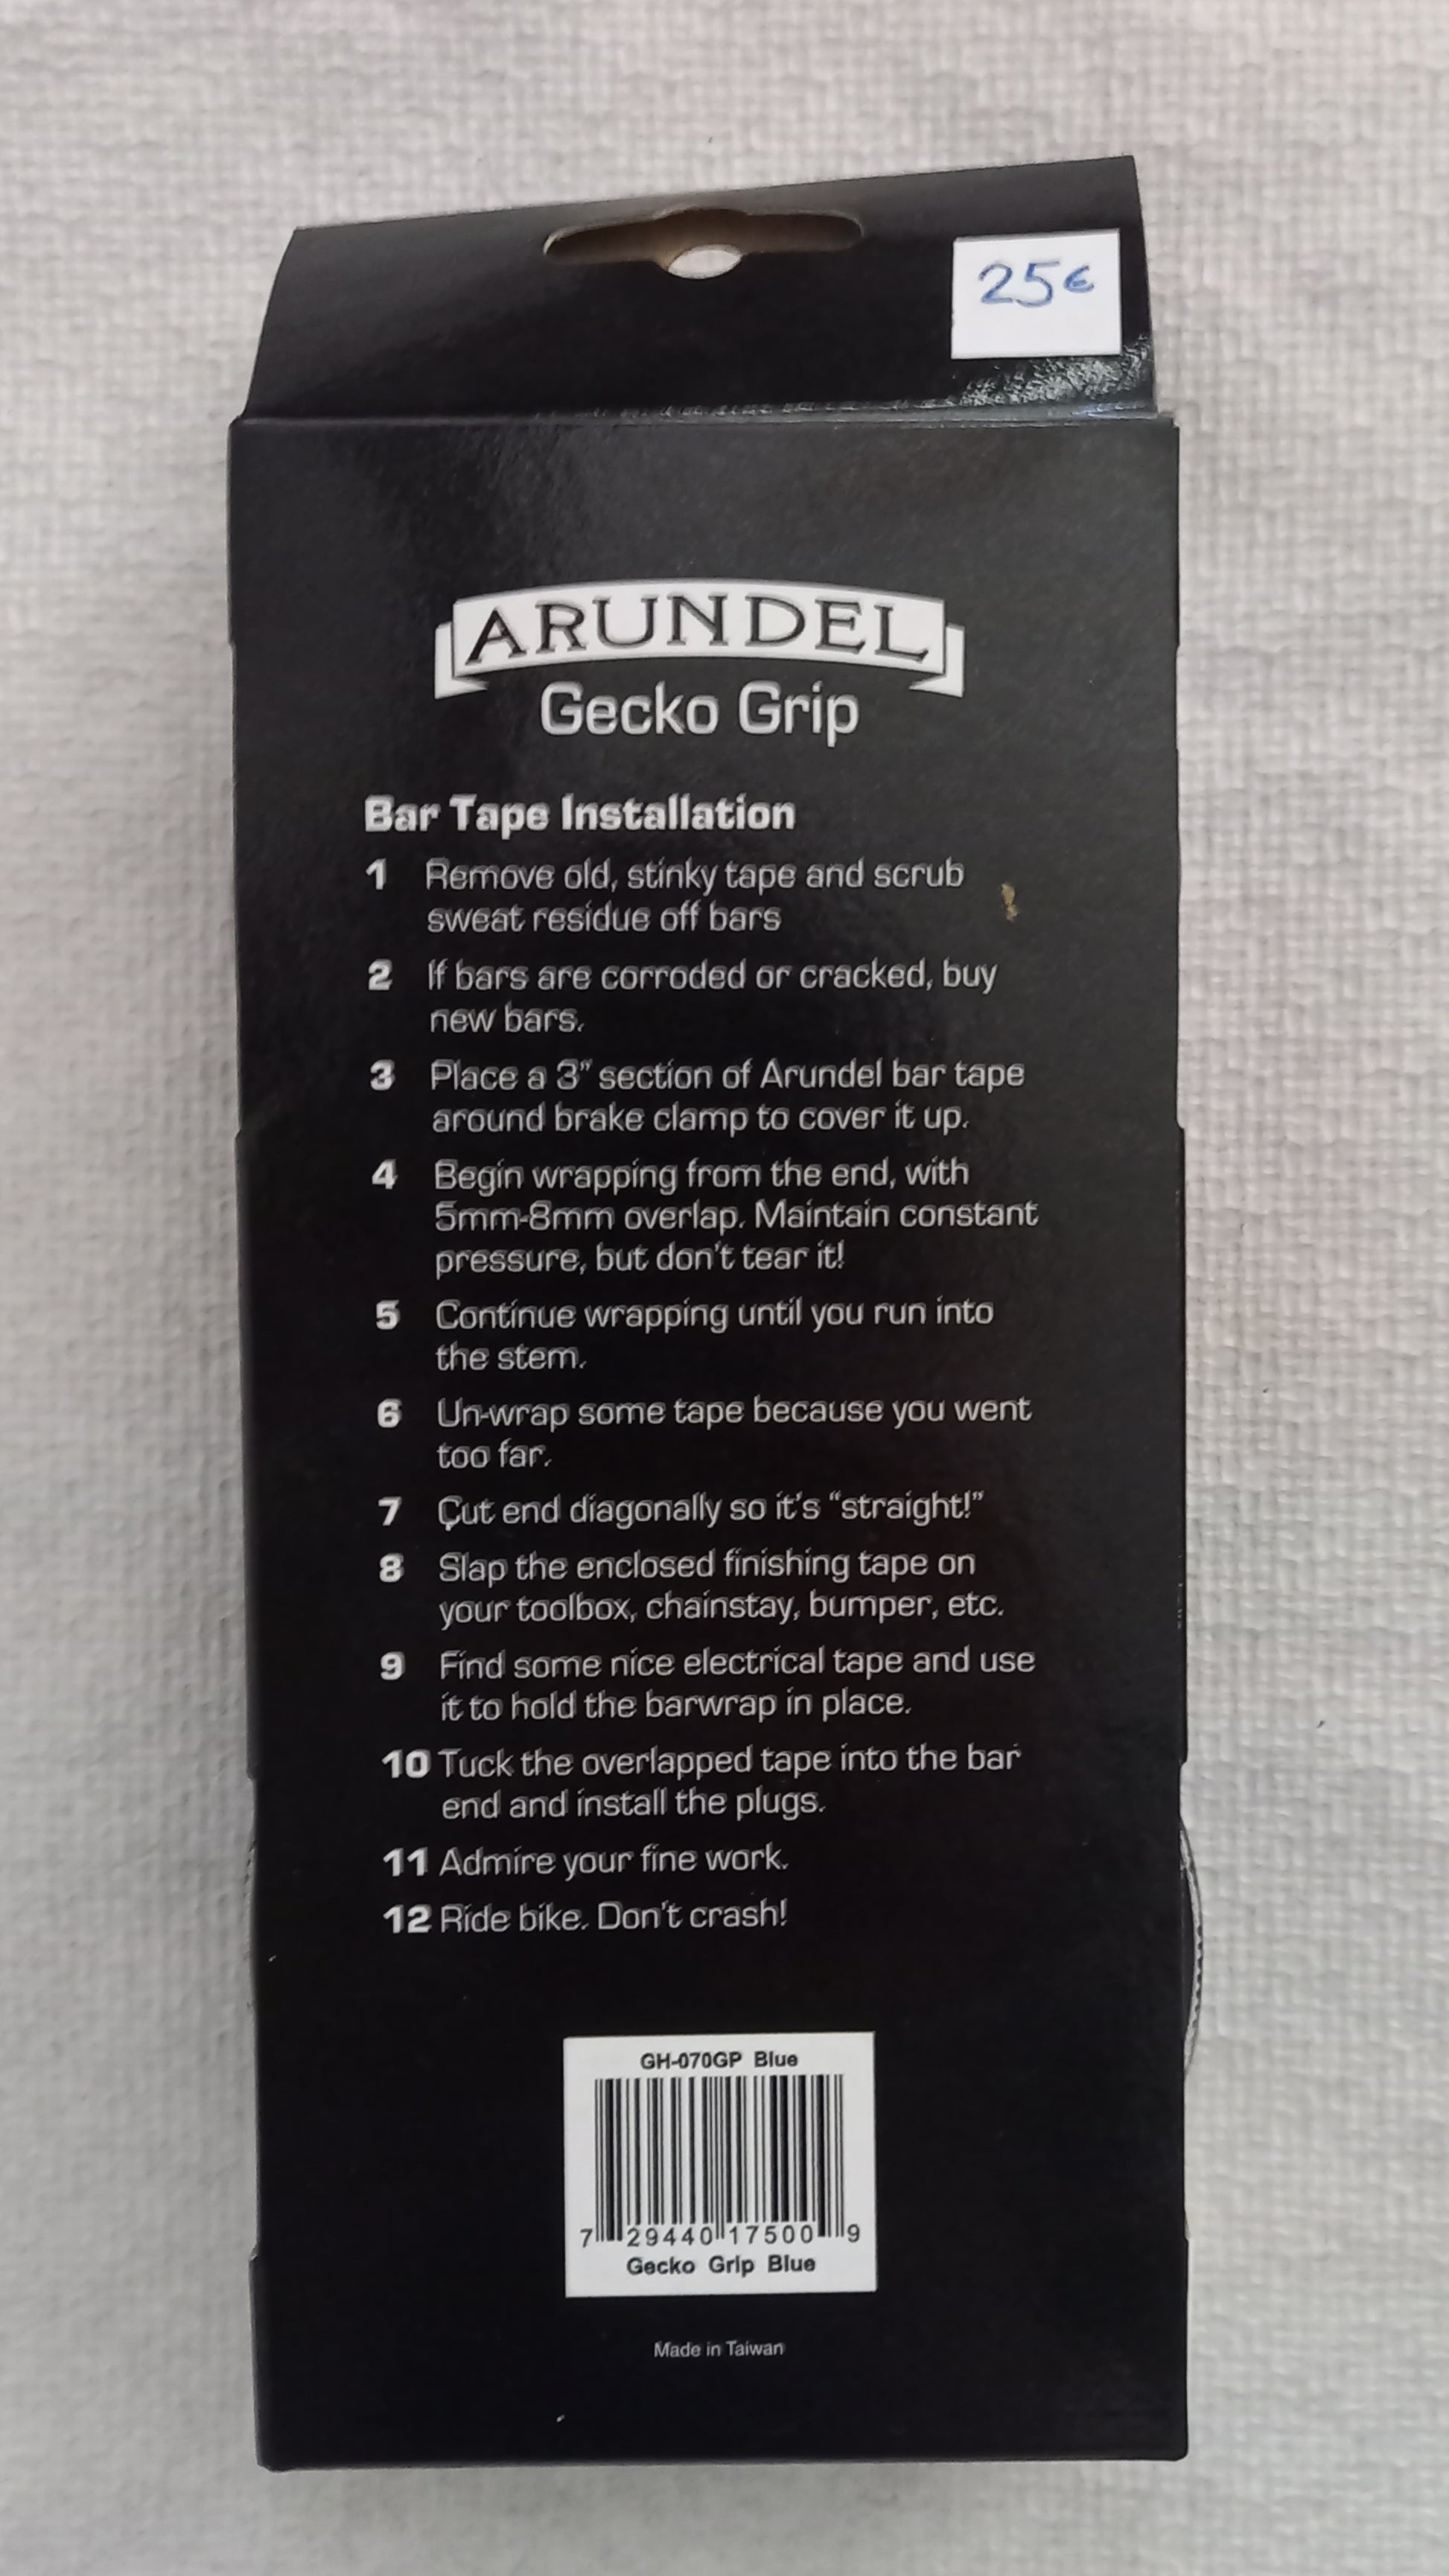 25€
ARUNDEL
Gecko Grip
Bar Tape Installation
1 Remove old, stinky tape and scrub
sweat residue off bars
2 If bars are corroded or cracked, buy
new bars.
3 Place a 3” section of Arundel bar tape
around brake clamp to cover it up.
4 Begin wrapping from the end, with
5mm-8mm overlap. Maintain constant
pressure, but don't tear it!
5 Continue wrapping until you run into
the stem.
6 Un-wrap some tape because you went
too far.
7 Cut end diagonally so it's “straight!”
8 Slap the enclosed finishing tape on
your toolbox, chainstay, bumper, etc.
9 Find some nice electrical tape and use
it to hold the barwrap in place.
10 Tuck the overlapped tape into the bar
end and install the plugs.
11 Admire your fine work.
12 Ride bike. Don't crash!
GH-070GP Blue
7 29440 17500 9
Gecko Grip Blue
Made in Taiwan